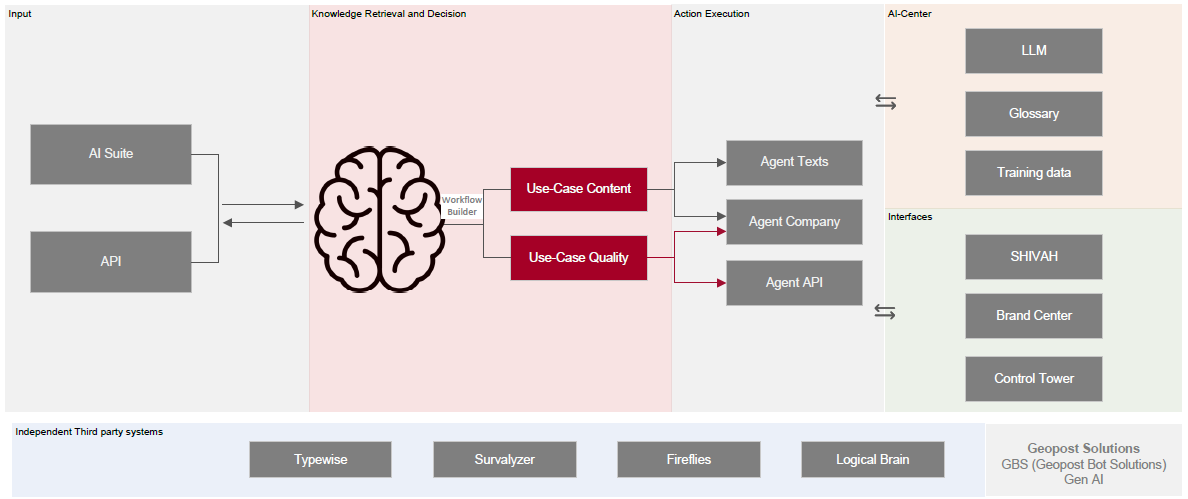 Input
Knowledge Retrieval and Decision
Action Execution
AI-Center
AI Suite
API
Workflow
Builder
Use-Case Content
Use-Case Quality
Agent Texts
Agent Company
Agent API
LLM
Glossary
Training data
Interfaces
SHIVAH
Brand Center
Control Tower
Independent Third party systems
Typewise
Survalyzer
Fireflies
Logical Brain
Geopost Solutions
GBS (Geopost Bot Solutions)
Gen AI